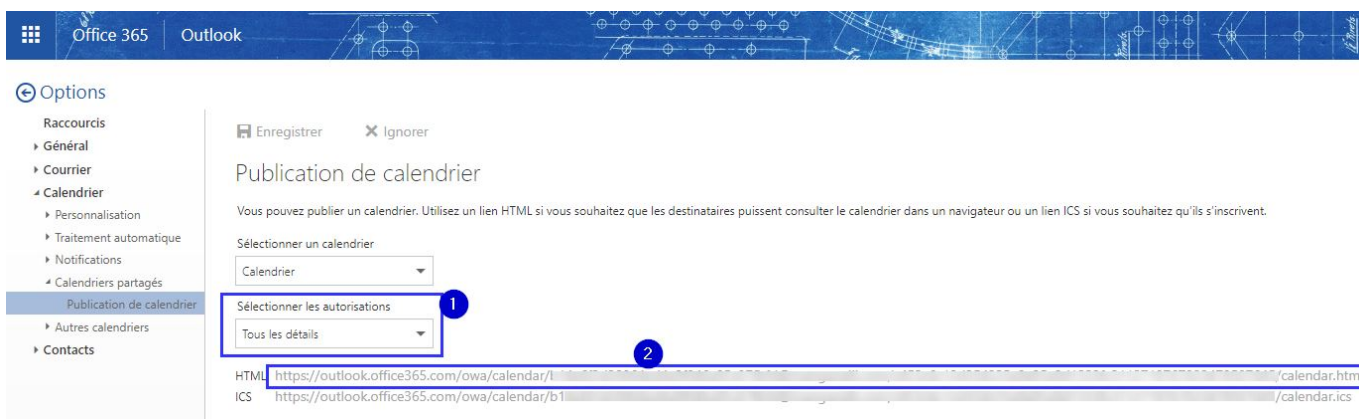 Office 365 Outlook
Options
Raccourcis
Général
Courrier
Calendrier
Personnalisation
Traitement automatique
Notifications
Calendriers partagés
Publication de calendrier
Autres calendriers
Contacts
Enregistrer Ignorer
Publication de calendrier
Vous pouvez publier un calendrier. Utilisez un lien HTML si vous souhaitez que les destinataires puissent consulter le calendrier dans un navigateur ou un lien ICS si vous souhaitez qu'ils s'inscrivent.
Sélectionner un calendrier
Calendrier
Sélectionner les autorisations
1
Tous les détails
2
HTML https://outlook.office365.com/owa/calendar/ /calendar.htm
ICS https://outlook.office365.com/owa/calendar/b1 /calendar.ics